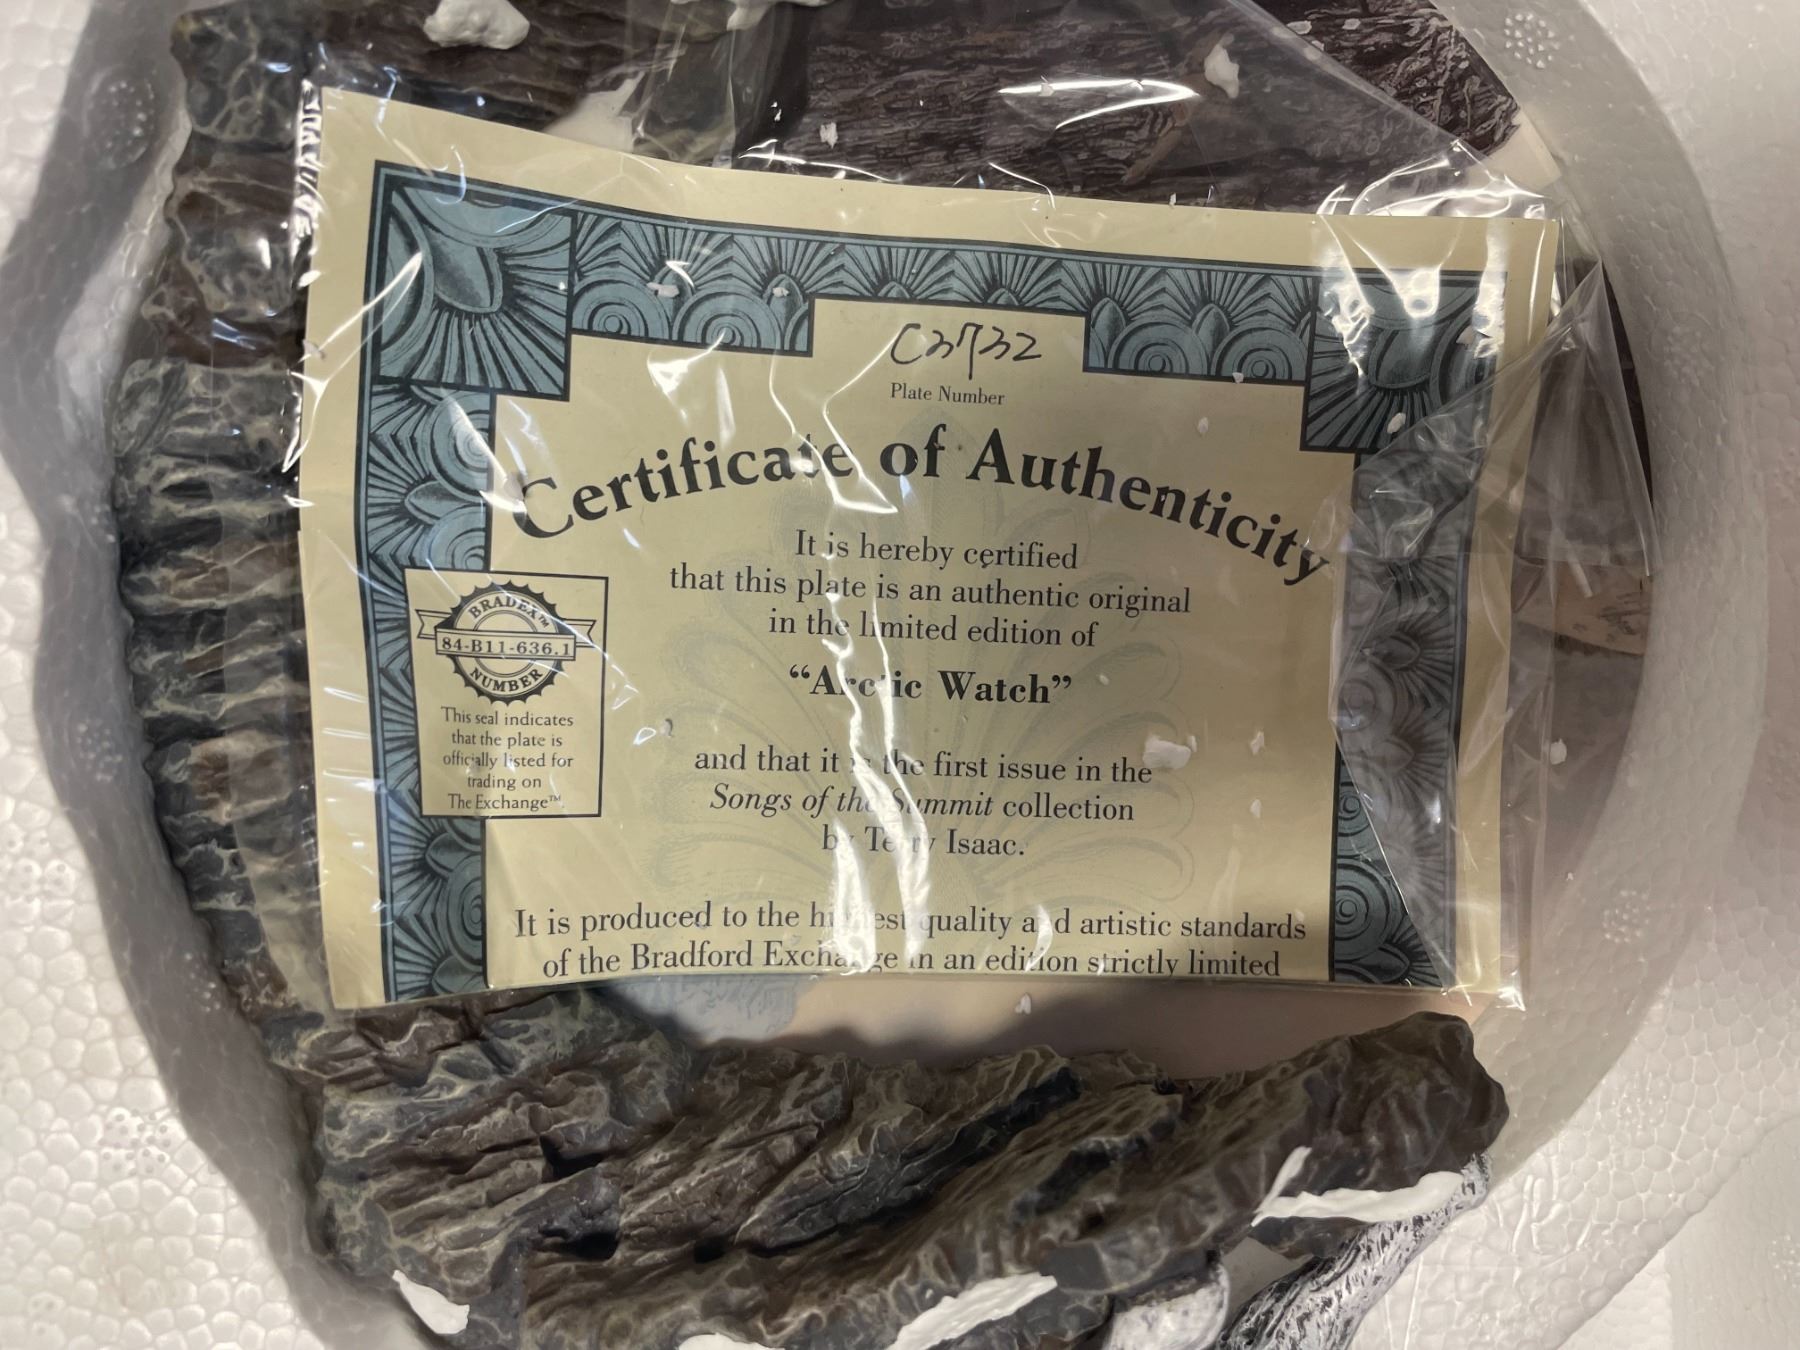 C3732
Plate Number
Certificate of Authenticity
It is hereby certified
that this plate is an authentic original
in the limited edition of
“Arctic Watch”
and that it is the first issue in the
Songs of the Summit collection
by Terry Isaac.
It is produced to the highest quality and artistic standards
of the Bradford Exchange in an edition strictly limited
BRADEX™
84-B11-636.1
NUMBER
This seal indicates
that the plate is
officially listed for
trading on
The Exchange™.